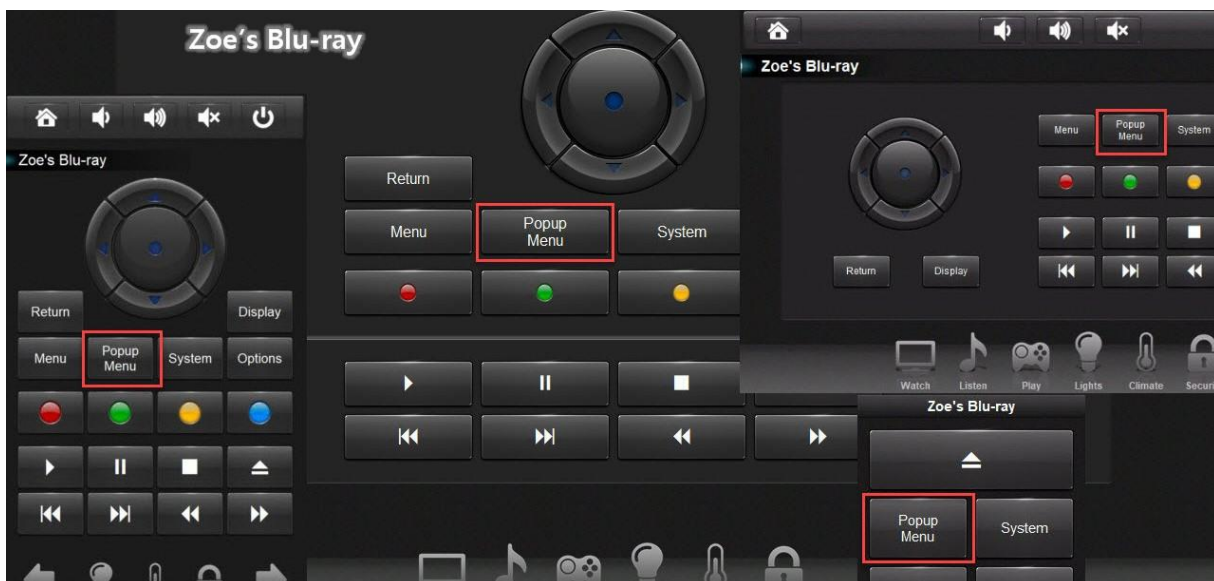 Zoe's Blu-ray
Return
Menu
Popup
Menu
System
Zoe's Blu-ray
Return
Display
Menu
Popup
Menu
System
Options
Zoe's Blu-ray
Menu
Popup
Menu
System
Return
Display
Watch
Listen
Play
Lights
Climate
Securi
Zoe's Blu-ray
Popup
Menu
System